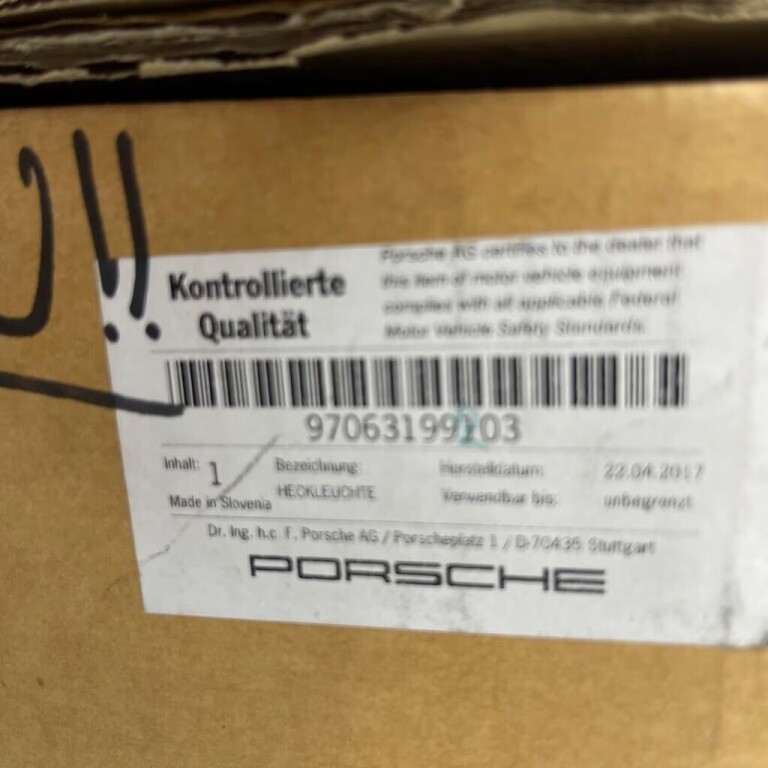 !!
Kontrollierte
Qualität
Porsche AG certifies to the dealer that
this item of motor vehicle equipment
complies with all applicable Federal
Motor Vehicle Safety Standards.
97063199103
Inhalt: 1
Bezeichnung: HECKLEUCHTE
Herstelldatum: 22.04.2017
Made in Slovenia
Verwendbar bis: unbegrenzt
Dr. Ing. h.c. F. Porsche AG / Porscheplatz 1 / D-70435 Stuttgart
PORSCHE